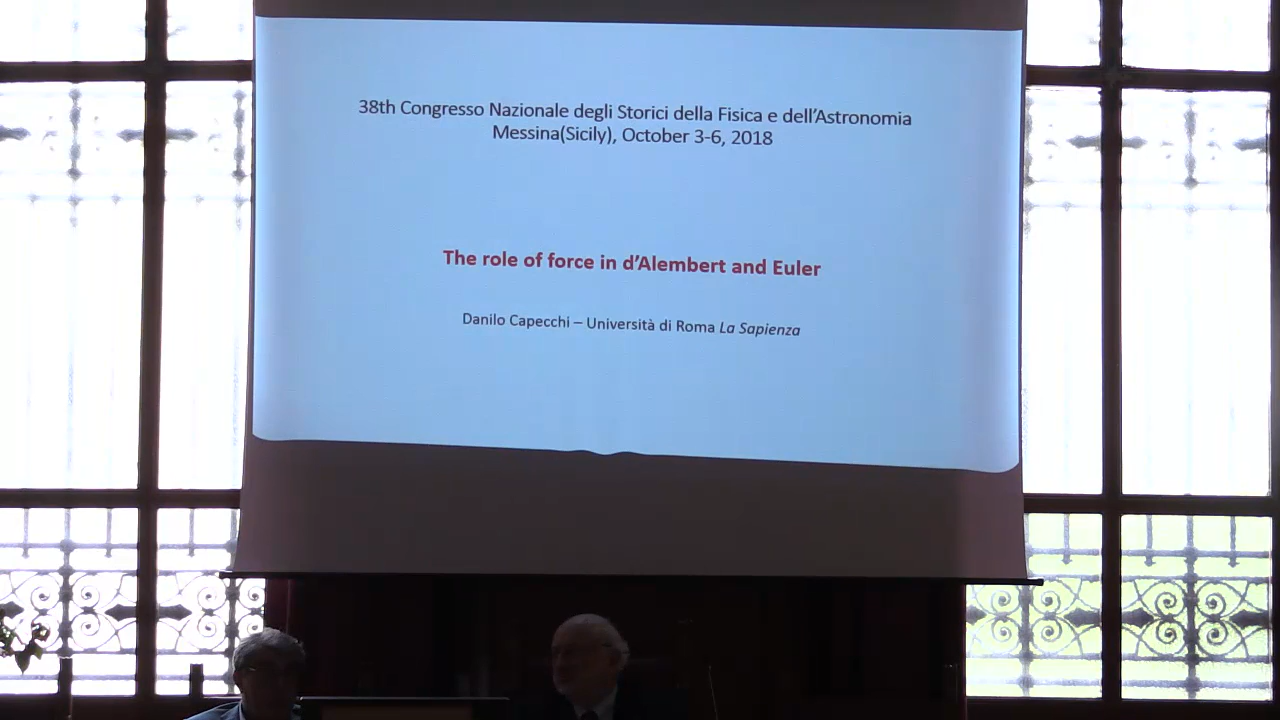 38th Congresso Nazionale degli Storici della Fisica e dell'Astronomia
Messina(Sicily), October 3-6, 2018
The role of force in d'Alembert and Euler
Danilo Capecchi – Università di Roma La Sapienza